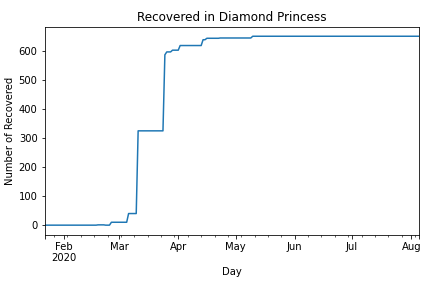 Recovered in Diamond Princess
Number of Recovered
600
500
400
300
200
100
0
Feb Mar Apr May Jun Jul Aug
2020
Day